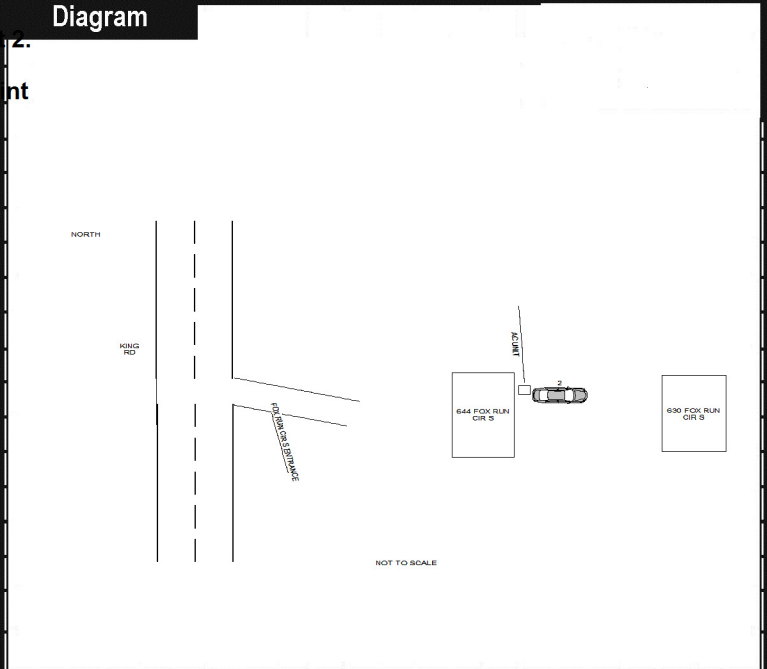 Diagram
2.
int
NORTH
KING
RD
AC UNIT
2
644 FOX RUN
CIR S
630 FOX RUN
CIR S
FOX RUN CIR S ENTRANCE
NOT TO SCALE